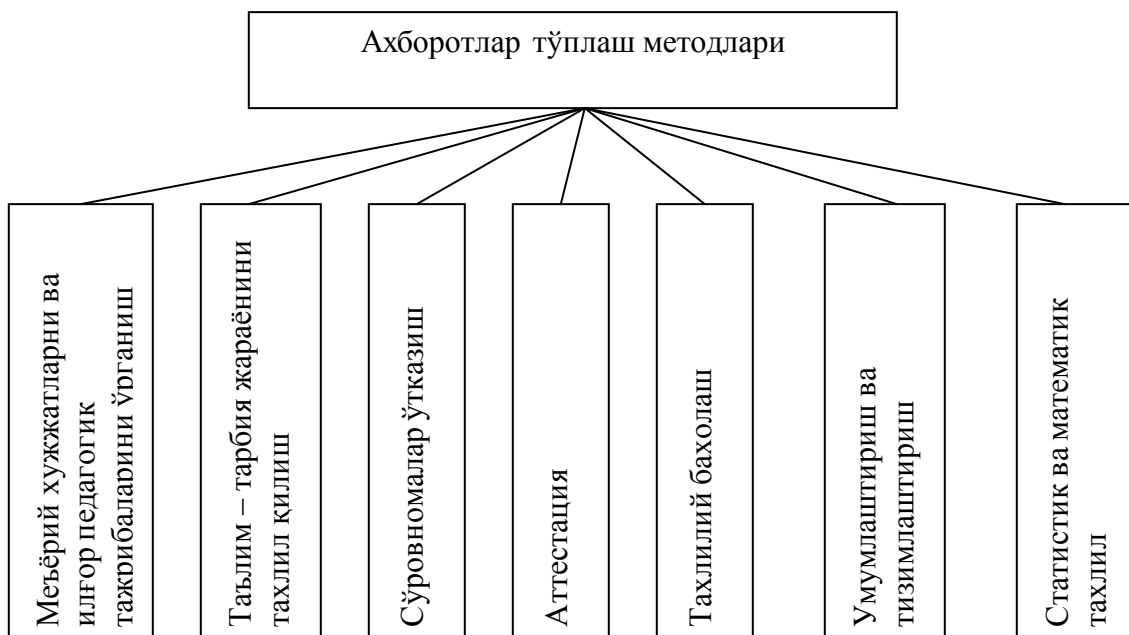 Ахборотлар тўплаш методлари
Меъёрий хужжатларни ва
илғор педагогик
тажрибаларини ўрганиш
Таълим – тарбия жараёнини
тахлил қилиш
Сўровномалар ўтказиш
Аттестация
Тахлилий бахолаш
Умумлаштириш ва
тизимлаштириш
Статистик ва математик
тахлил